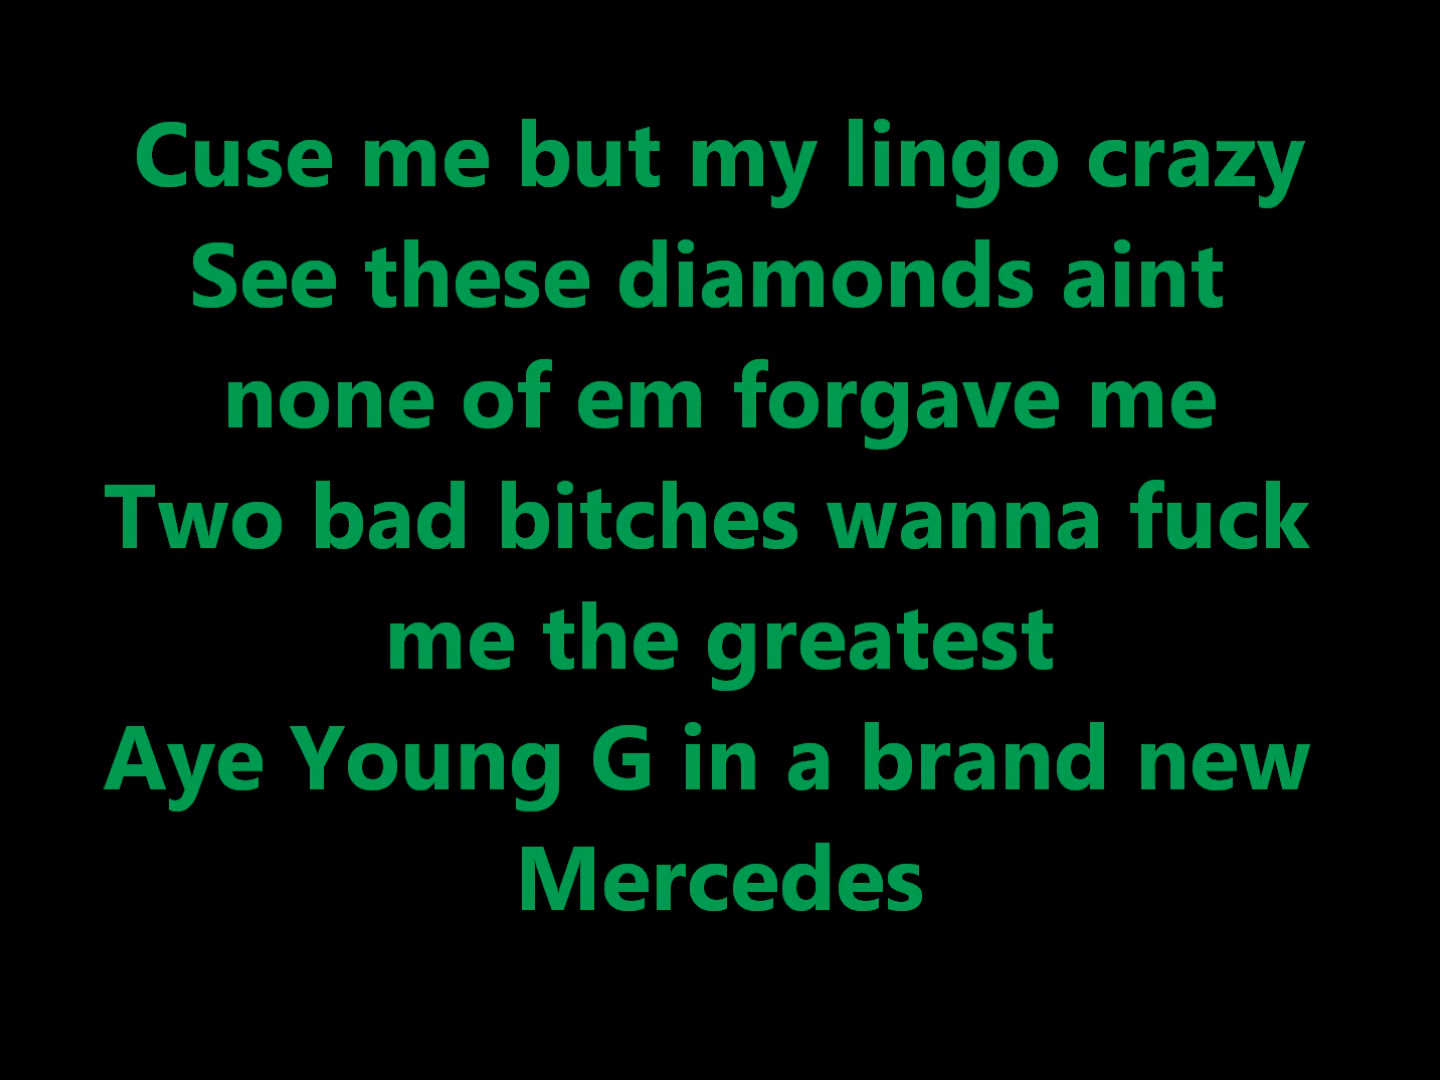 Cuse me but my lingo crazy
See these diamonds aint
none of em forgave me
Two bad bitches wanna fuck
me the greatest
Aye Young G in a brand new
Mercedes